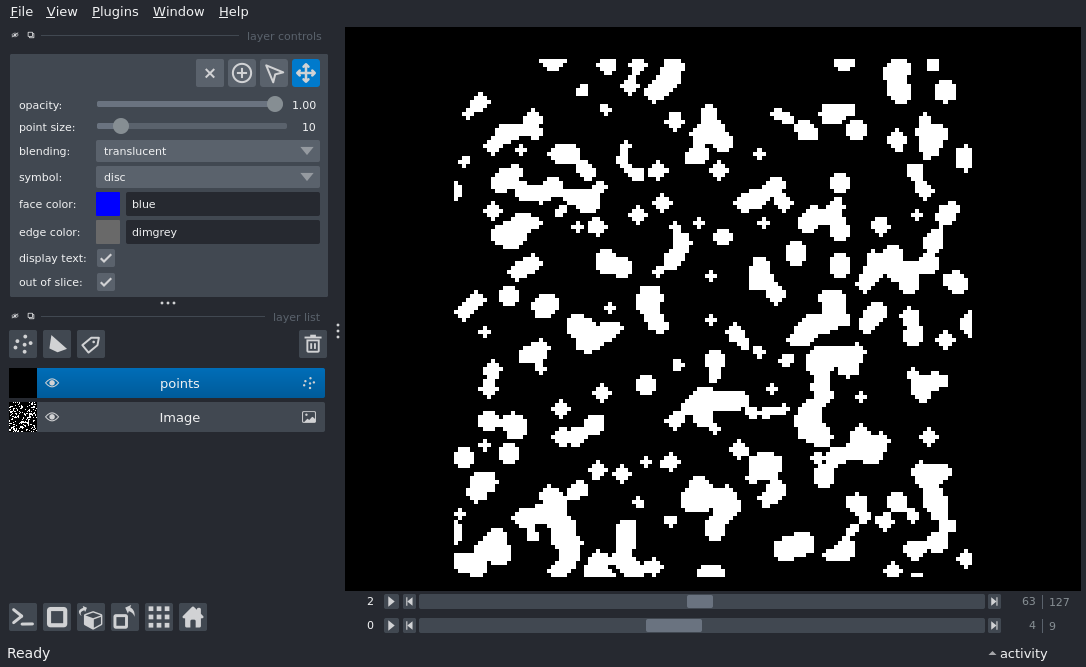 File View Plugins Window Help
layer controls
opacity: 1.00
point size: 10
blending: translucent
symbol: disc
face color: blue
edge color: dimgrey
display text:
out of slice:
layer list
points
Image
2 63 127
0 4 9
Ready activity